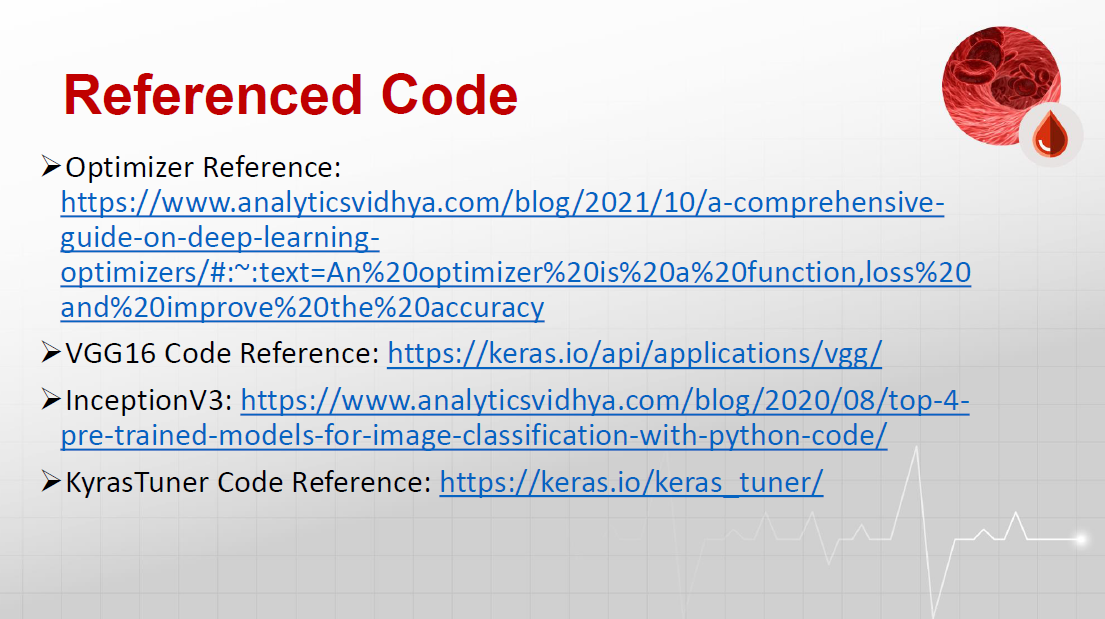 Referenced Code
➢Optimizer Reference:
https://www.analyticsvidhya.com/blog/2021/10/a-comprehensive-
guide-on-deep-learning-
optimizers/#:~:text=An%20optimizer%20is%20a%20function,loss%20
and%20improve%20the%20accuracy
➢VGG16 Code Reference: https://keras.io/api/applications/vgg/
➢InceptionV3: https://www.analyticsvidhya.com/blog/2020/08/top-4-
pre-trained-models-for-image-classification-with-python-code/
➢KyrasTuner Code Reference: https://keras.io/keras_tuner/